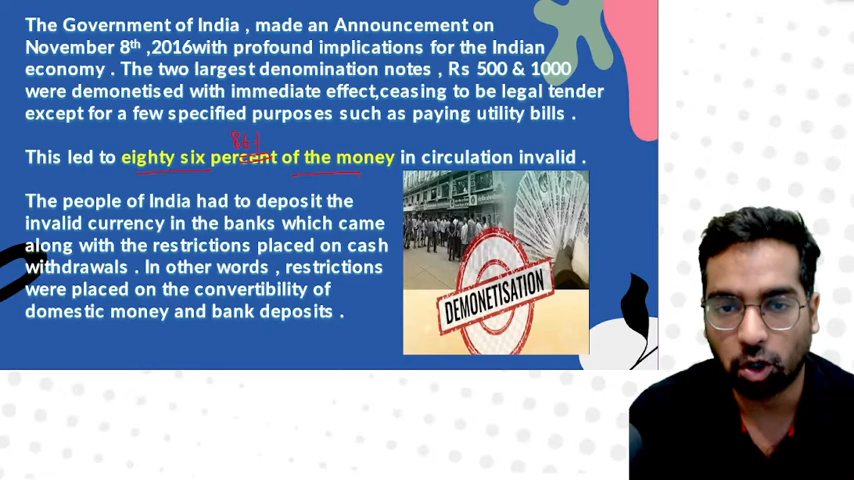 The Government of India , made an Announcement on
November 8th ,2016with profound implications for the Indian
economy . The two largest denomination notes , Rs 500 & 1000
were demonetised with immediate effect,ceasing to be legal tender
except for a few specified purposes such as paying utility bills .
This led to eighty six percent of the money in circulation invalid .
The people of India had to deposit the
invalid currency in the banks which came
along with the restrictions placed on cash
withdrawals . In other words , restrictions
were placed on the convertibility of
domestic money and bank deposits .
DEMONETISATION